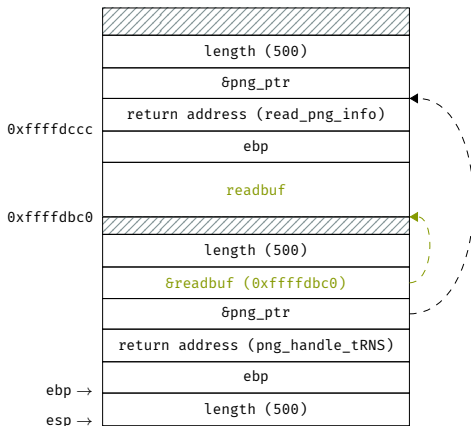 length (500)
&png_ptr
return address (read_png_info)
0xffffdccc
ebp
readbuf
0xffffdbc0
length (500)
&readbuf (0xffffdbc0)
&png_ptr
return address (png_handle_tRNS)
ebp
ebp →
length (500)
esp →